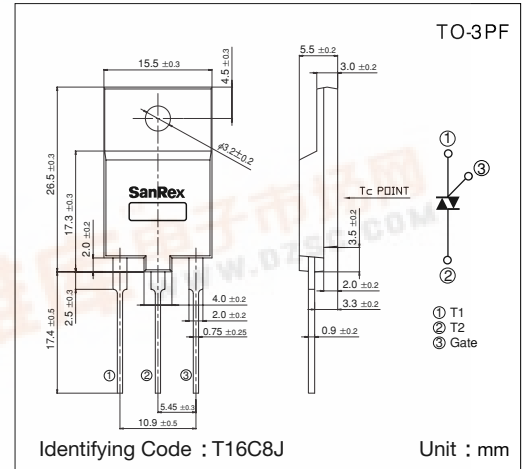 TO-3PF
15.5 ±0.3
4.5 ±0.3
5.5 ±0.2
3.0 ±0.2
φ3.2±0.2
26.5 ±0.3
17.3 ±0.3
SanRex
Tc POINT
2.0 ±0.2
3.5 ±0.2
2.5 ±0.3
17.4 ±0.5
4.0 ±0.2
2.0 ±0.2
0.75 ±0.25
2.0 ±0.2
3.3 ±0.2
0.9 ±0.2
① ② ③
5.45 ±0.3
10.9 ±0.5
①
③
②
① T1
② T2
③ Gate
WWW.DZSC.COM
Identifying Code : T16C8J
Unit : mm